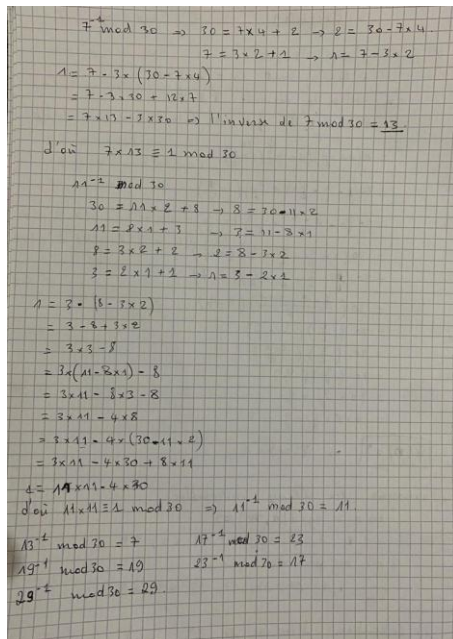 7⁻¹ mod 30 ⇒ 30 = 7×4 + 2 → 2 = 30 - 7×4.
7 = 3×2 + 1 → 1 = 7 - 3×2
1 = 7 - 3×(30 - 7×4)
= 7 - 3×30 + 12×7
= 7×13 - 3×30 ⇒ l'inverse de 7 mod 30 = 13.
d'où 7×13 ≡ 1 mod 30
11⁻¹ mod 30
30 = 11×2 + 8 → 8 = 30 - 11×2
11 = 8×1 + 3 → 3 = 11 - 8×1
8 = 3×2 + 2 → 2 = 8 - 3×2
3 = 2×1 + 1 → 1 = 3 - 2×1
1 = 3 - (8 - 3×2)
= 3 - 8 + 3×2
= 3×3 - 8
= 3×(11 - 8×1) - 8
= 3×11 - 8×3 - 8
= 3×11 - 4×8
= 3×11 - 4×(30 - 11×2)
= 3×11 - 4×30 + 8×11
1 = 11×11 - 4×30
d'où 11×11 ≡ 1 mod 30 ⇒ 11⁻¹ mod 30 = 11.
13⁻¹ mod 30 = 7 17⁻¹ mod 30 = 23
19⁻¹ mod 30 = 19 23⁻¹ mod 30 = 17
29⁻¹ mod 30 = 29.